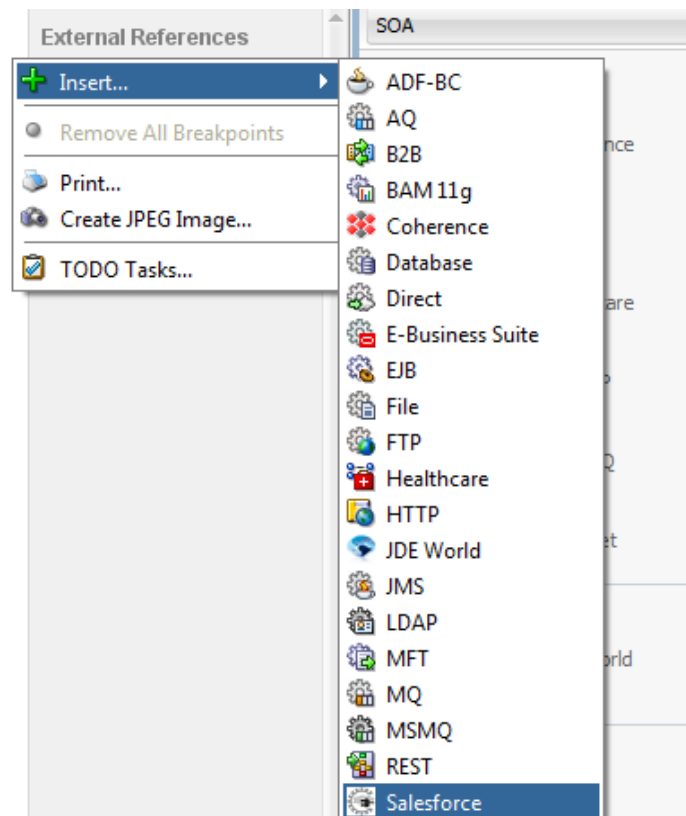 External References
SOA
Insert...
Remove All Breakpoints
Print...
Create JPEG Image...
TODO Tasks...
ADF-BC
AQ
B2B
BAM 11g
Coherence
Database
Direct
E-Business Suite
EJB
File
FTP
Healthcare
HTTP
JDE World
JMS
LDAP
MFT
MQ
MSMQ
REST
Salesforce